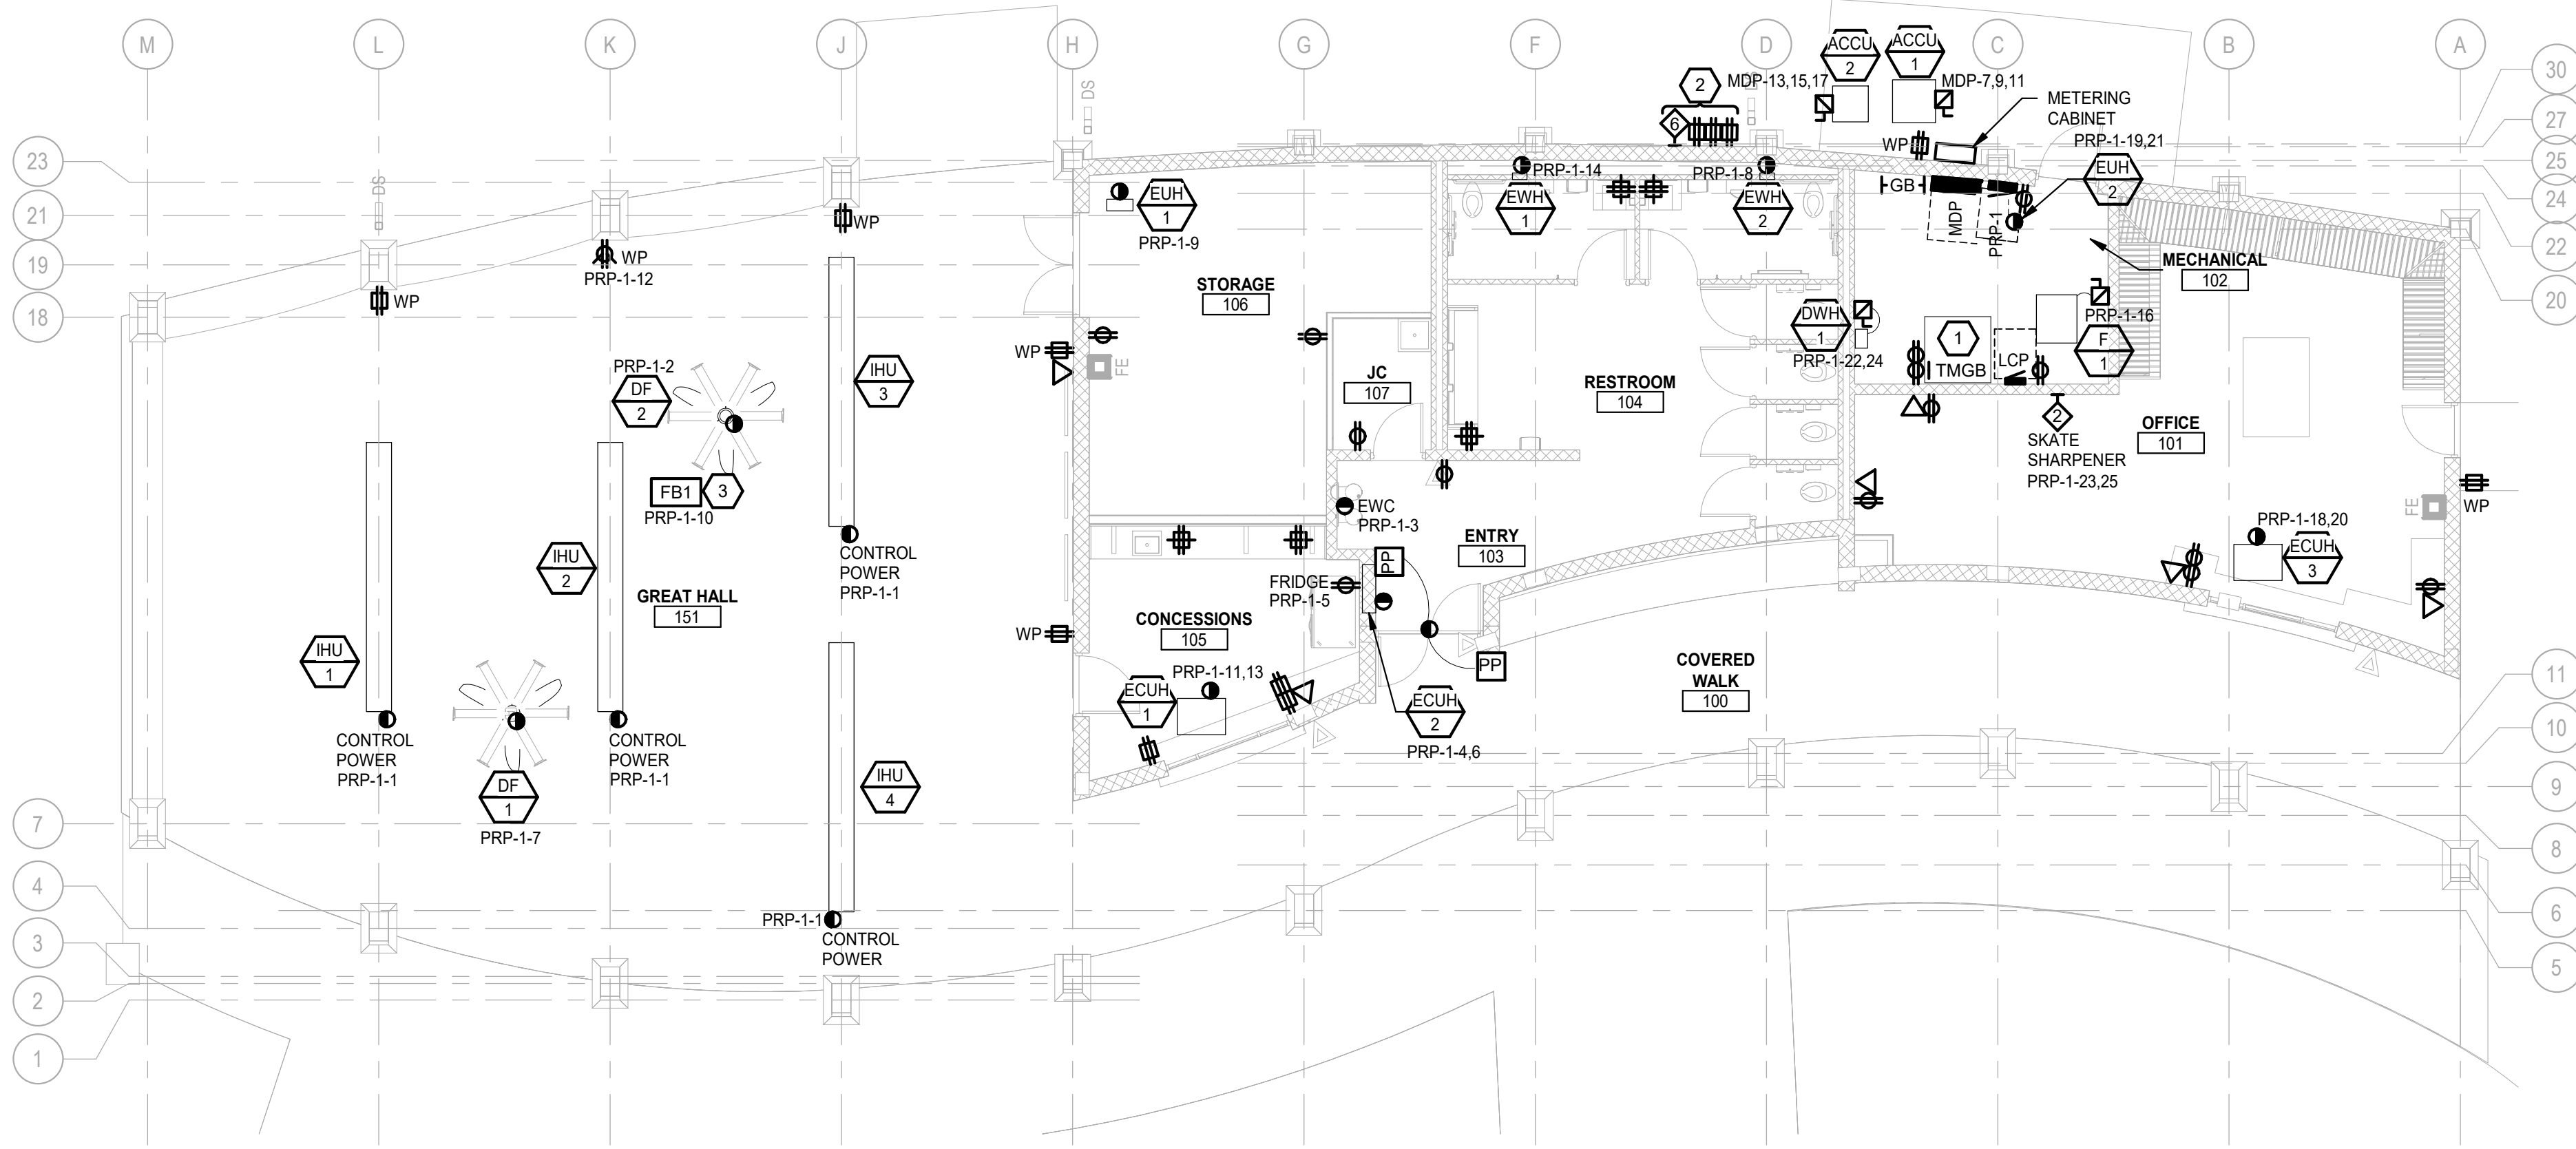 M
L
K
J
H
G
F
D
C
B
A
23
21
19
18
7
4
3
2
1
30
27
25
24
22
20
11
10
9
8
6
5
DS
DS
DS
ACCU
2
ACCU
1
2
MDP-13,15,17
MDP-7,9,11
6
METERING
CABINET
WP
PRP-1-19,21
EUH
2
GB
MDP
PRP-1
MECHANICAL
102
PRP-1-14
PRP-1-8
EWH
1
EWH
2
EUH
1
PRP-1-9
WP
WP
PRP-1-12
WP
STORAGE
106
WP
FE
JC
107
RESTROOM
104
DWH
1
PRP-1-22,24
1
TMGB
LCP
PRP-1-16
F
1
2
SKATE
SHARPENER
PRP-1-23,25
OFFICE
101
WP
FE
PRP-1-18,20
ECUH
3
PRP-1-2
DF
2
IHU
3
FB1
3
PRP-1-10
CONTROL
POWER
PRP-1-1
IHU
2
GREAT HALL
151
IHU
1
CONTROL
POWER
PRP-1-1
CONTROL
POWER
PRP-1-1
DF
1
PRP-1-7
IHU
4
PRP-1-1
CONTROL
POWER
EWC
PRP-1-3
ENTRY
103
PP
FRIDGE
PRP-1-5
CONCESSIONS
105
WP
PRP-1-11,13
ECUH
1
PP
ECUH
2
PRP-1-4,6
COVERED
WALK
100